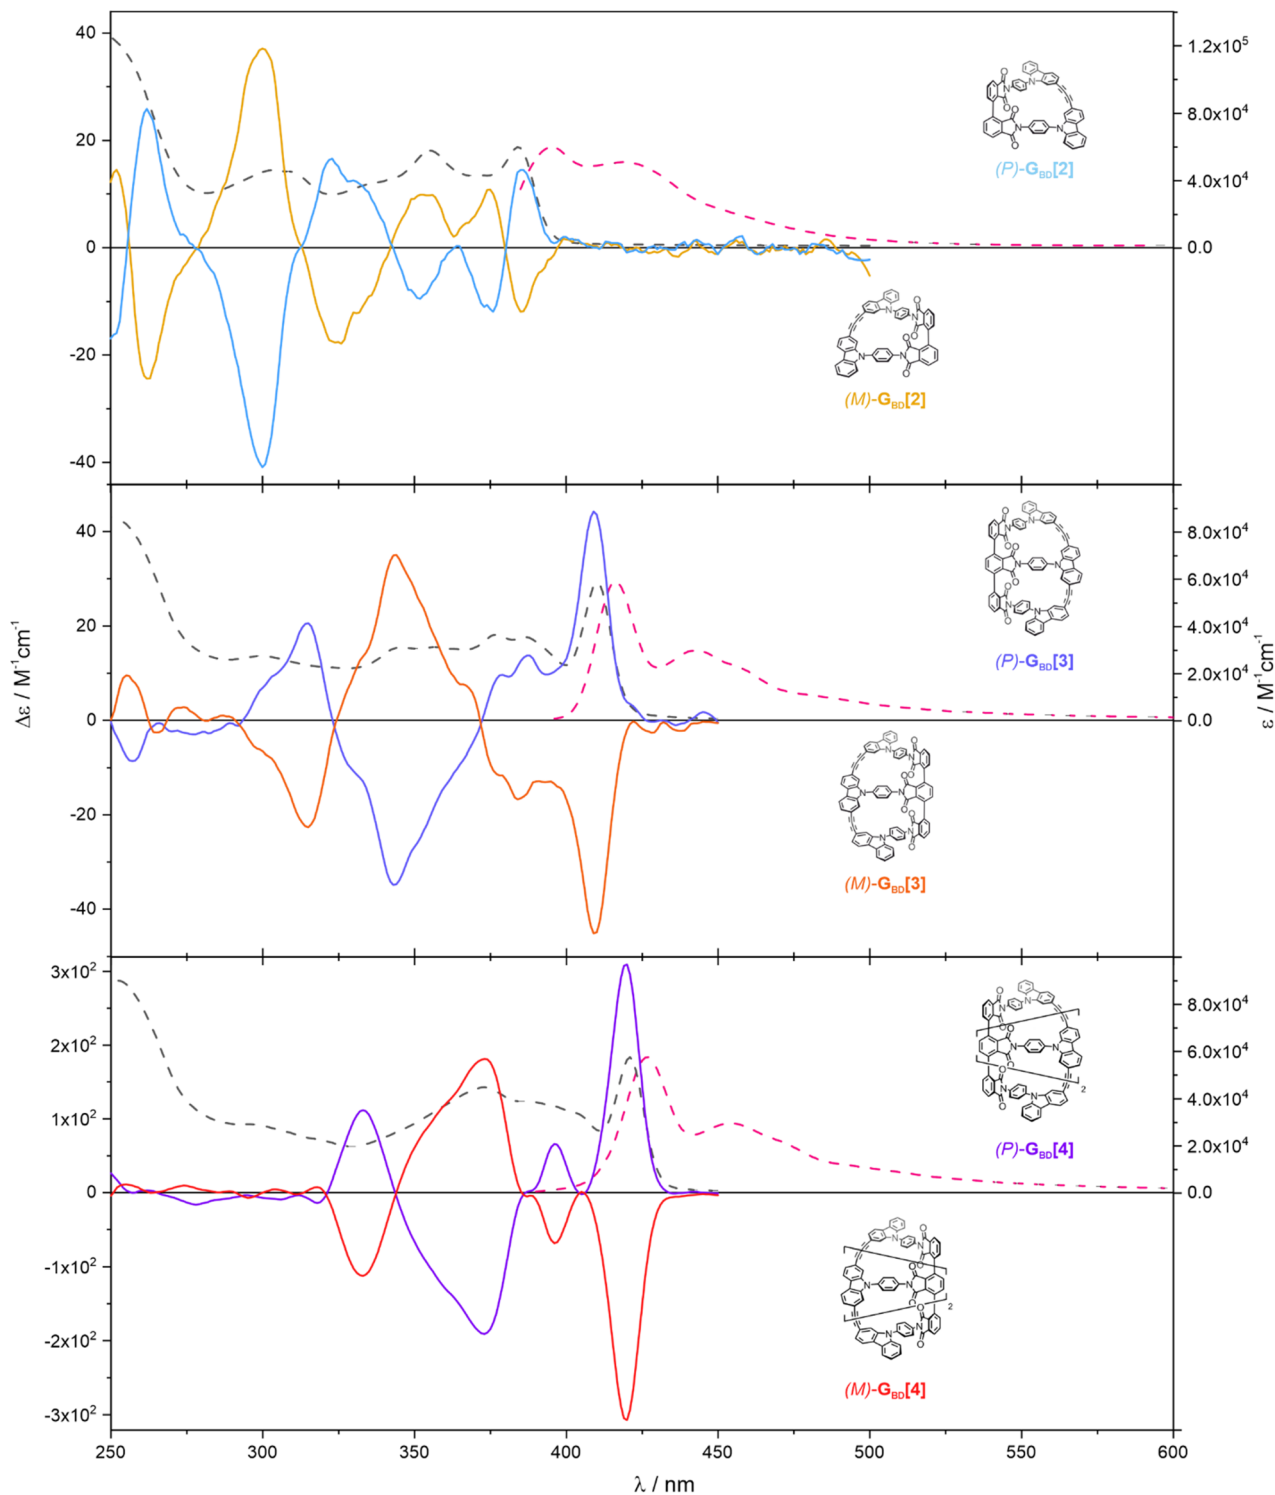 40
20
0
-20
-40
1.2x10⁵
8.0x10⁴
4.0x10⁴
0.0
(P)-G_BD[2]
(M)-G_BD[2]
40
20
0
-20
-40
8.0x10⁴
6.0x10⁴
4.0x10⁴
2.0x10⁴
0.0
(P)-G_BD[3]
(M)-G_BD[3]
Δε / M⁻¹cm⁻¹
ε / M⁻¹cm⁻¹
3x10²
2x10²
1x10²
0
-1x10²
-2x10²
-3x10²
8.0x10⁴
6.0x10⁴
4.0x10⁴
2.0x10⁴
0.0
2
(P)-G_BD[4]
2
(M)-G_BD[4]
250 300 350 400 450 500 550 600
λ / nm